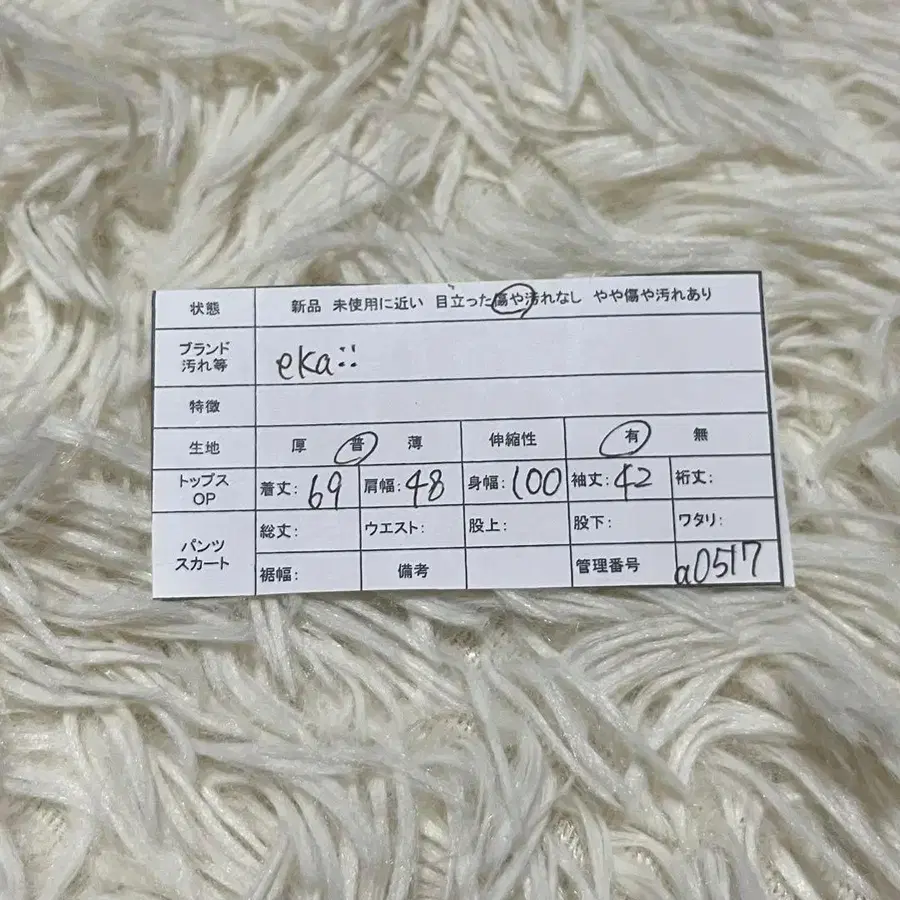 状態 新品 未使用に近い 目立った傷や汚れなし やや傷や汚れあり
ブランド
汚れ等 eka::
特徴
生地 厚 普 薄 伸縮性 有 無
トップス
OP 着丈: 69 肩幅: 48 身幅: 100 袖丈: 42 裄丈:
パンツ
スカート 総丈: ウエスト: 股上: 股下: ワタリ:
裾幅: 備考 管理番号 a0517